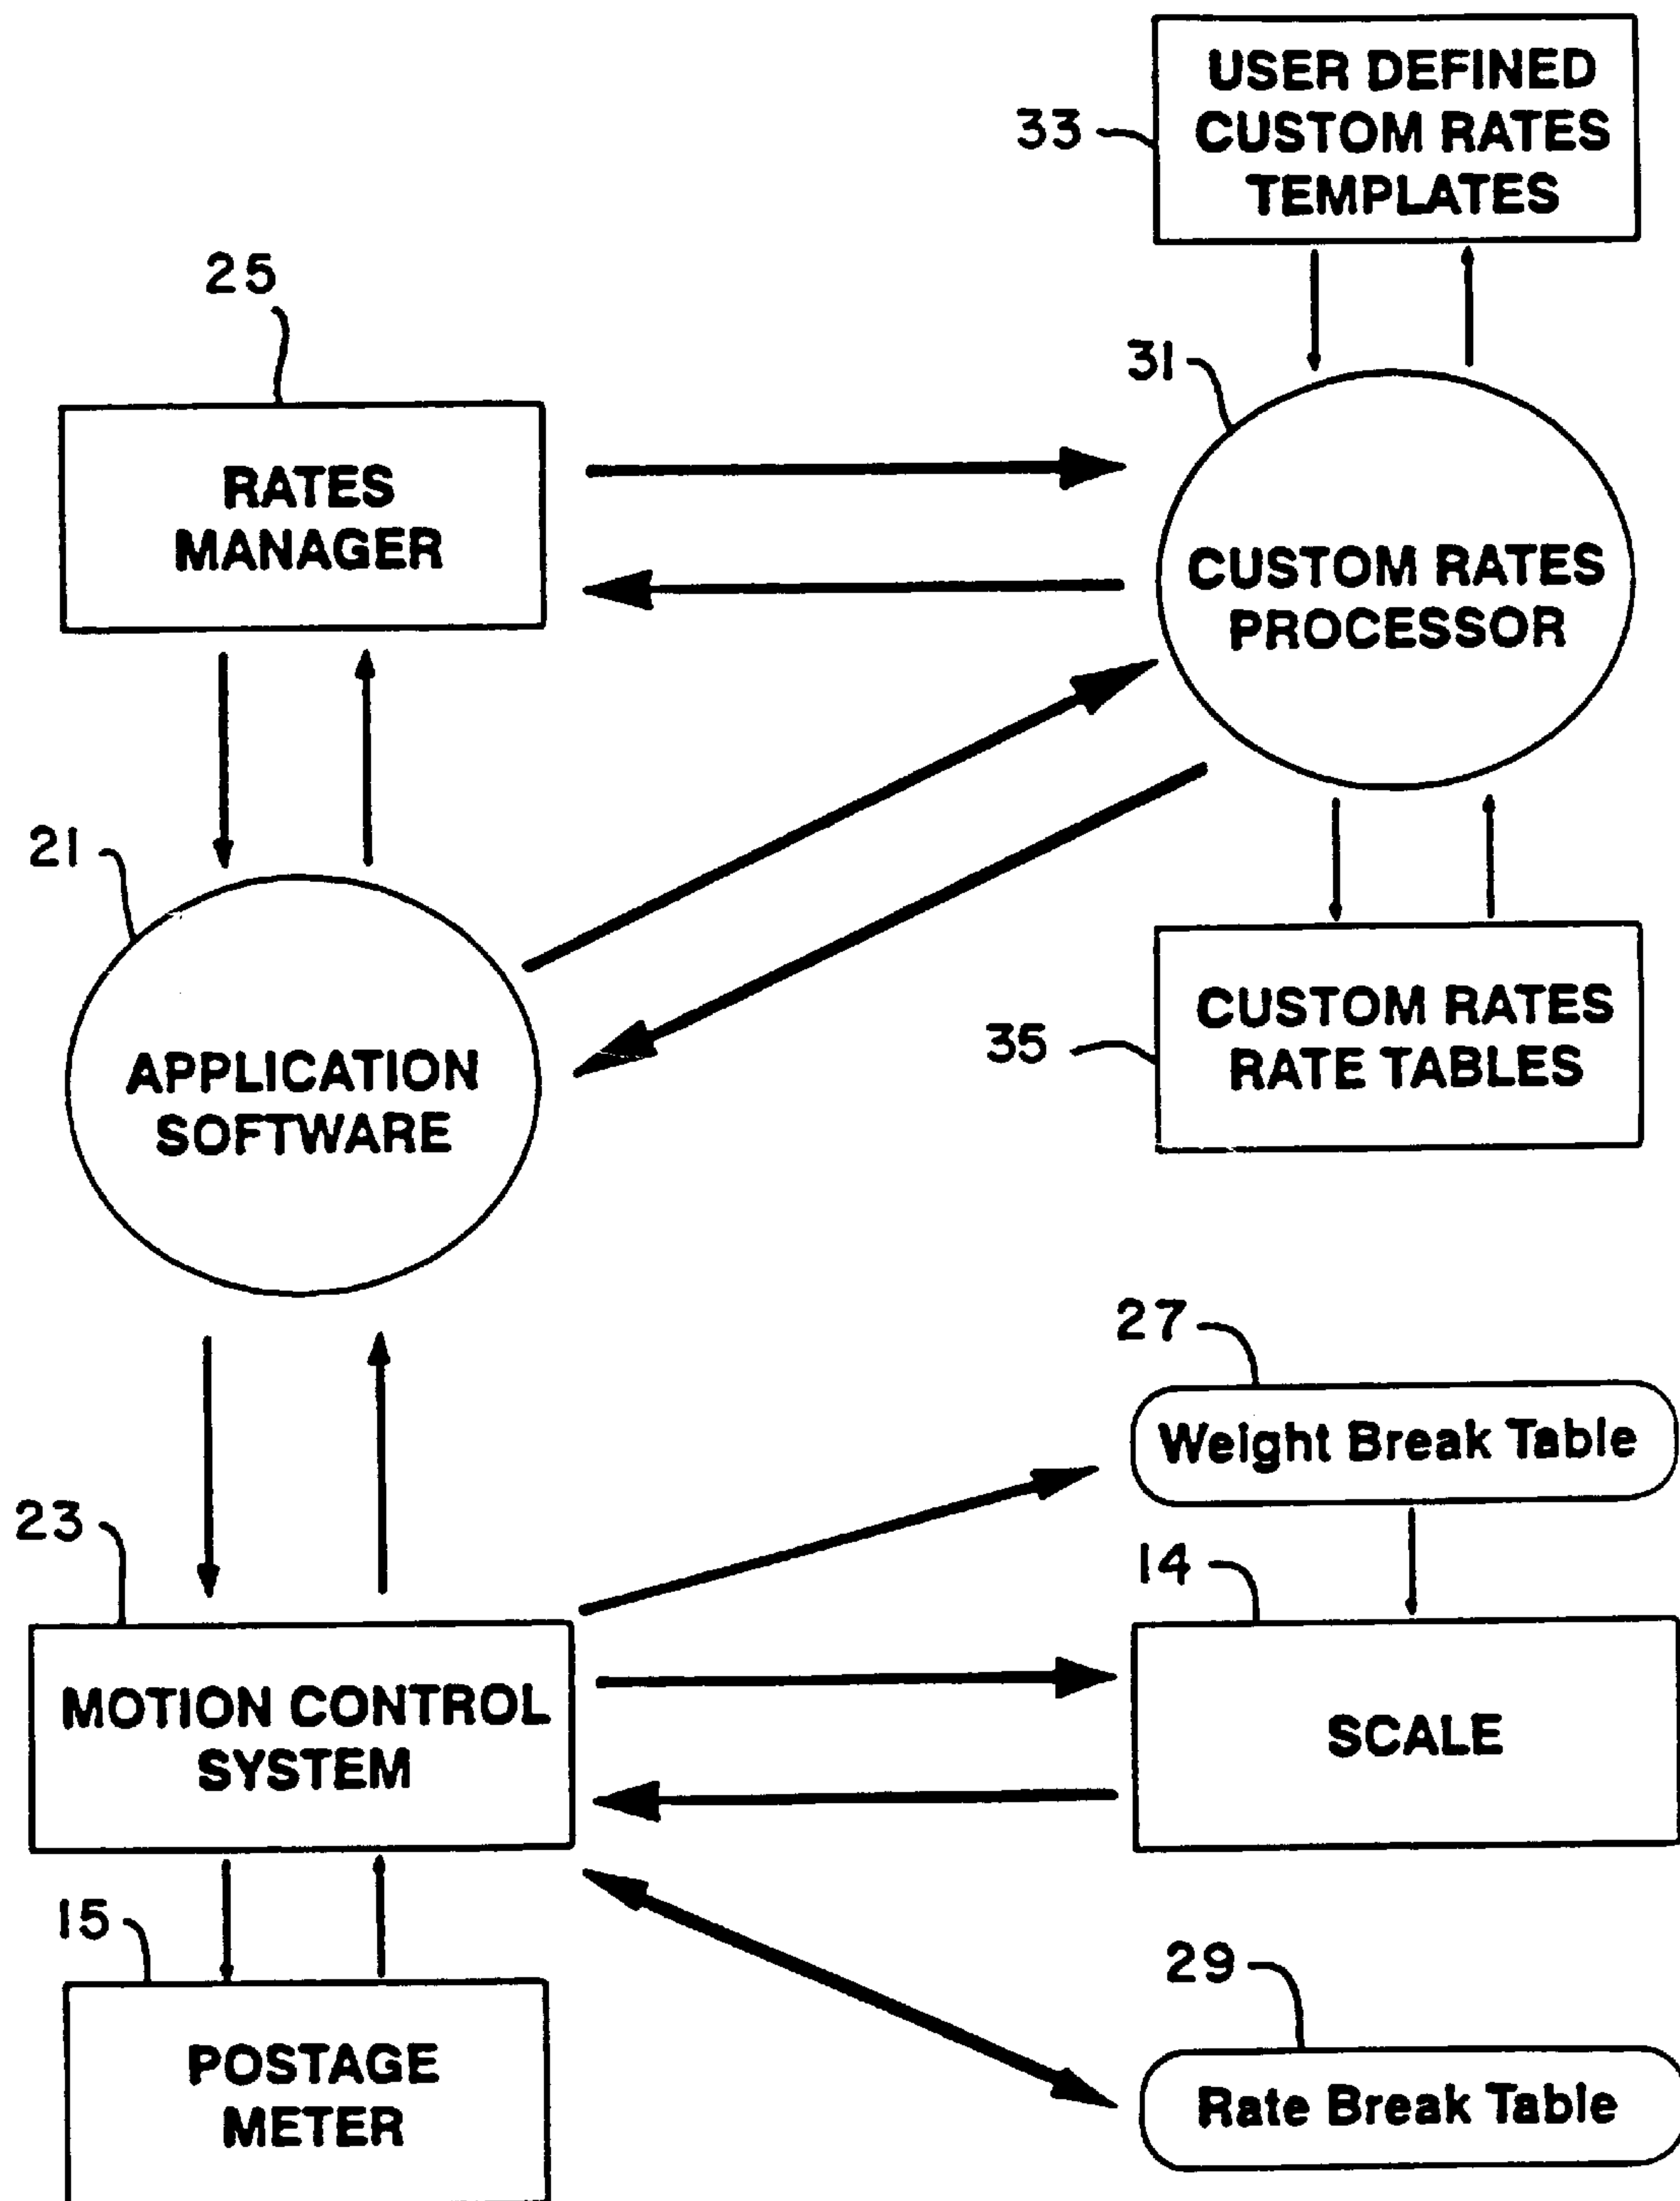 33
USER DEFINED
CUSTOM RATES
TEMPLATES
25
RATES
MANAGER
31
CUSTOM RATES
PROCESSOR
21
APPLICATION
SOFTWARE
35
CUSTOM RATES
RATE TABLES
27
Weight Break Table
23
MOTION CONTROL
SYSTEM
14
SCALE
15
POSTAGE
METER
29
Rate Break Table